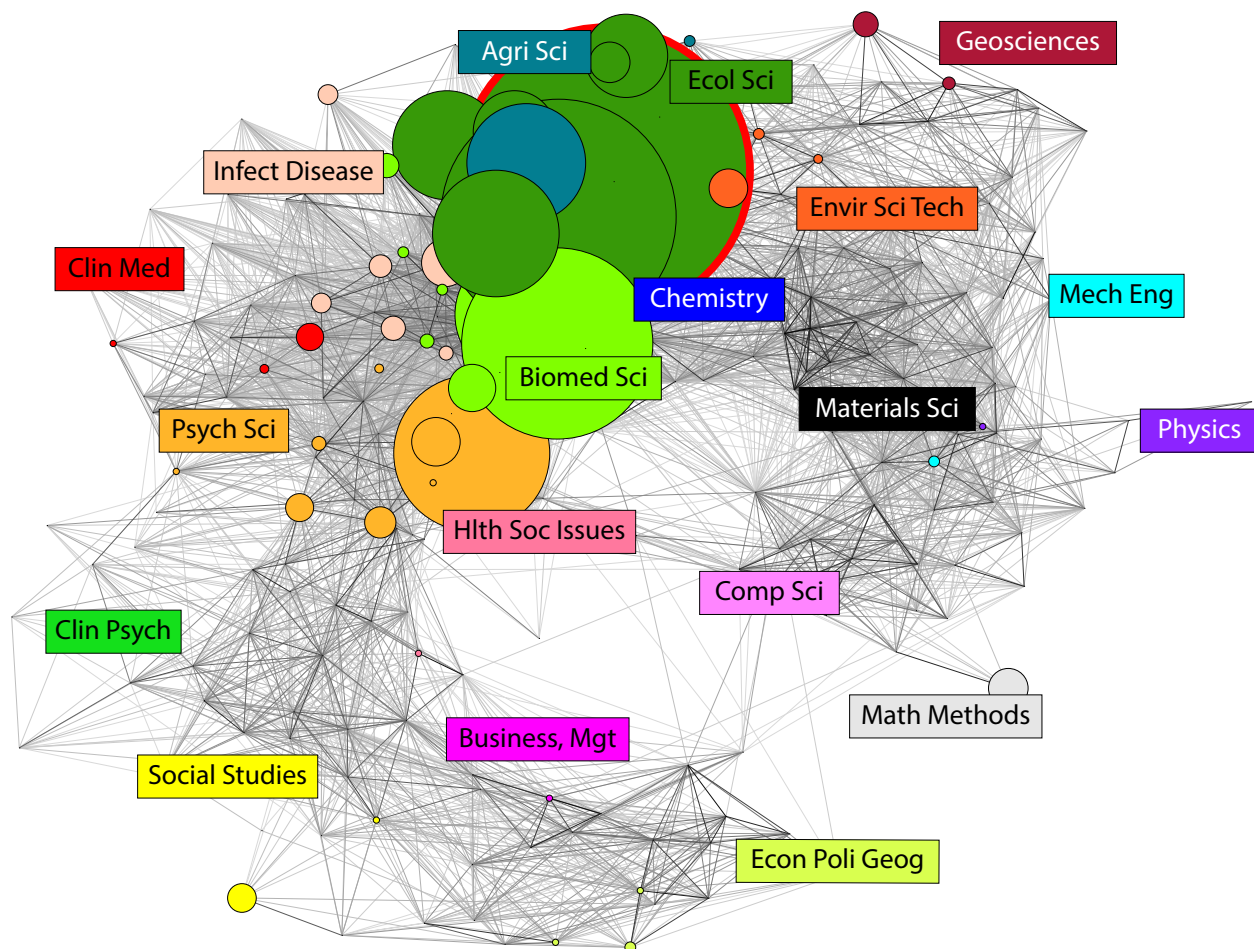 Agri Sci
Geosciences
Ecol Sci
Infect Disease
Envir Sci Tech
Clin Med
Chemistry
Mech Eng
Biomed Sci
Materials Sci
Psych Sci
Physics
Hlth Soc Issues
Comp Sci
Clin Psych
Math Methods
Business, Mgt
Social Studies
Econ Poli Geog